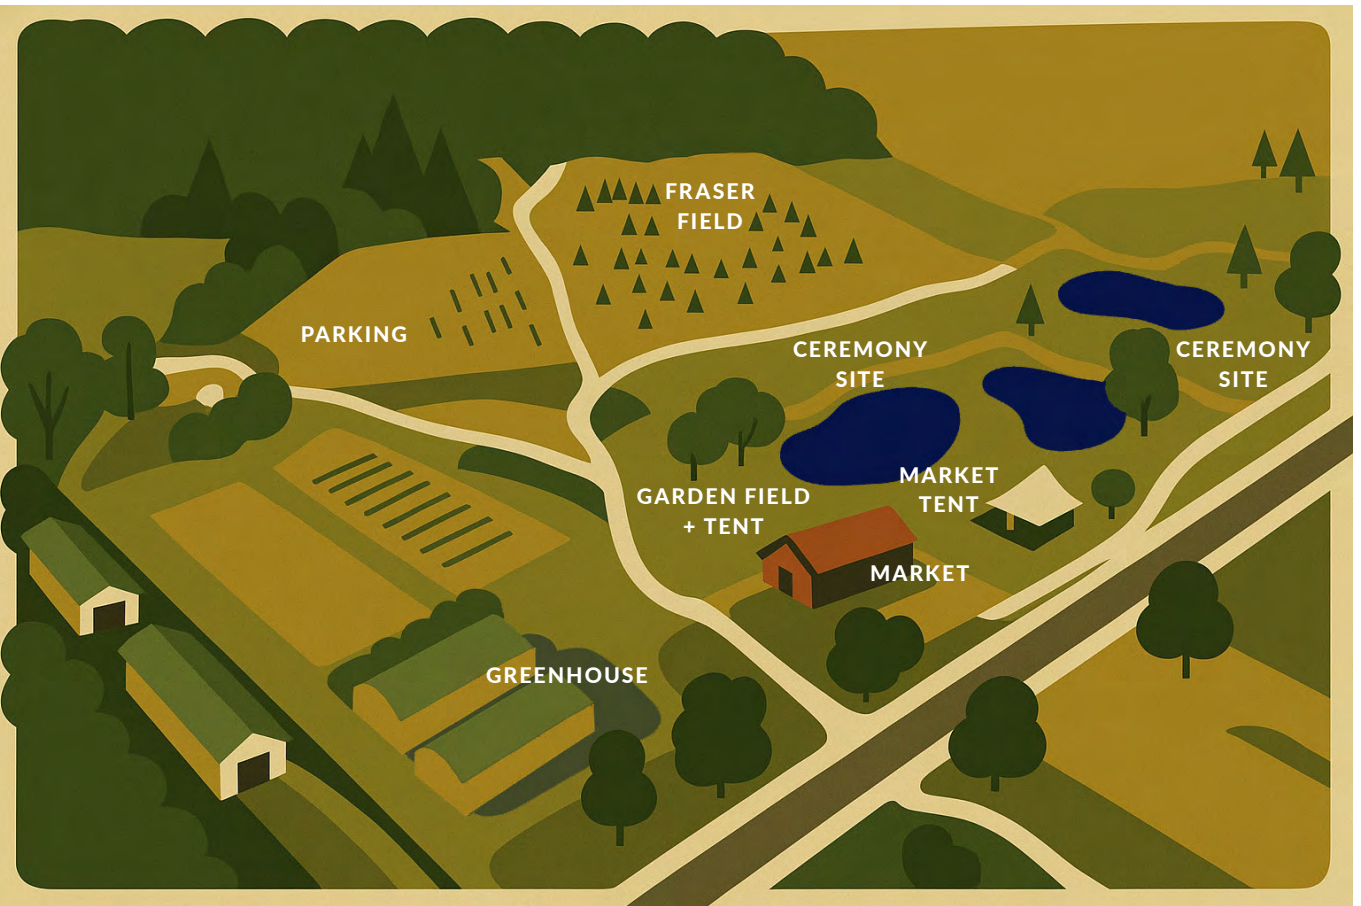 FRASER
FIELD
PARKING
CEREMONY
SITE
CEREMONY
SITE
MARKET
TENT
GARDEN FIELD
+ TENT
MARKET
GREENHOUSE